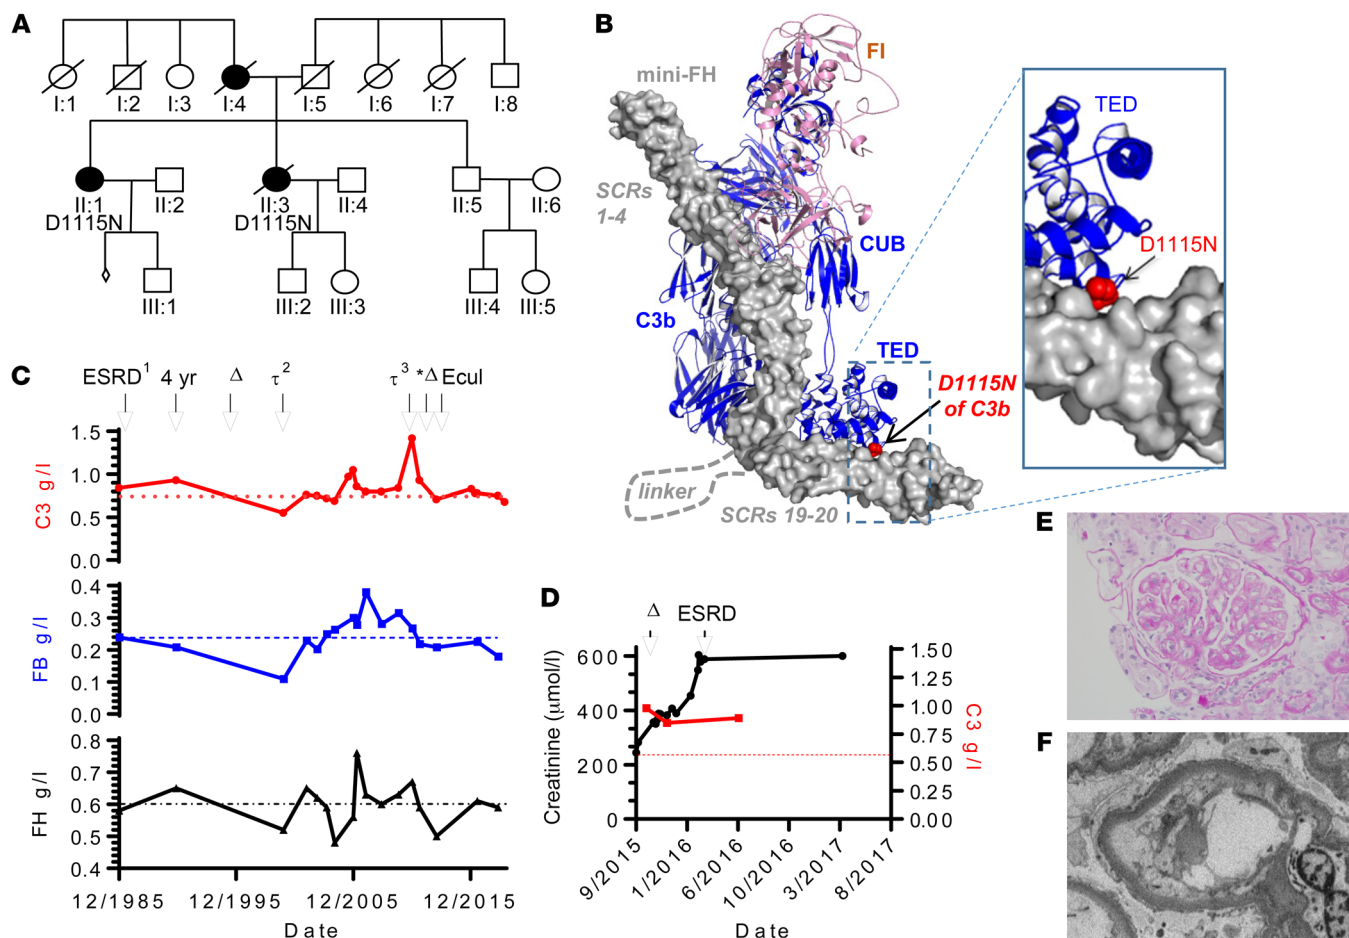 A
I:1
I:2
I:3
I:4
I:5
I:6
I:7
I:8
II:1
D1115N
II:2
II:3
D1115N
II:4
II:5
II:6
III:1
III:2
III:3
III:4
III:5
B
FI
mini-FH
SCRs
1-4
CUB
C3b
TED
D1115N
of C3b
linker
SCRs 19-20
TED
D1115N
C
ESRD¹ 4 yr Δ τ² τ³ *Δ Ecul
C3 g/l
1.5
1.0
0.5
0.0
FB g/l
0.4
0.3
0.2
0.1
0.0
FH g/l
0.8
0.7
0.6
0.5
0.4
12/1985 12/1995 12/2005 12/2015
Date
D
Δ ESRD
Creatinine (μmol/l)
600
400
200
0
C3 g/l
1.50
1.25
1.00
0.75
0.50
0.25
0.00
9/2015
1/2016
6/2016
10/2016
3/2017
8/2017
Date
E
F